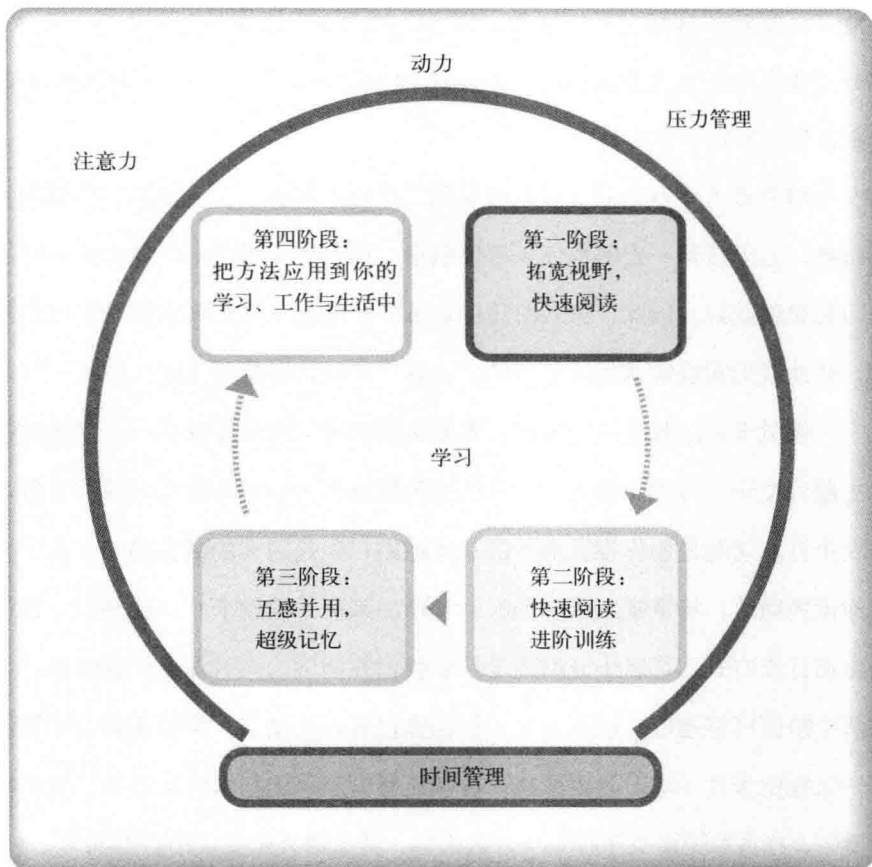 动力
压力管理
注意力
第四阶段：
把方法应用到你的
学习、工作与生活中
第一阶段：
拓宽视野，
快速阅读
学习
第三阶段：
五感并用，
超级记忆
第二阶段：
快速阅读
进阶训练
时间管理